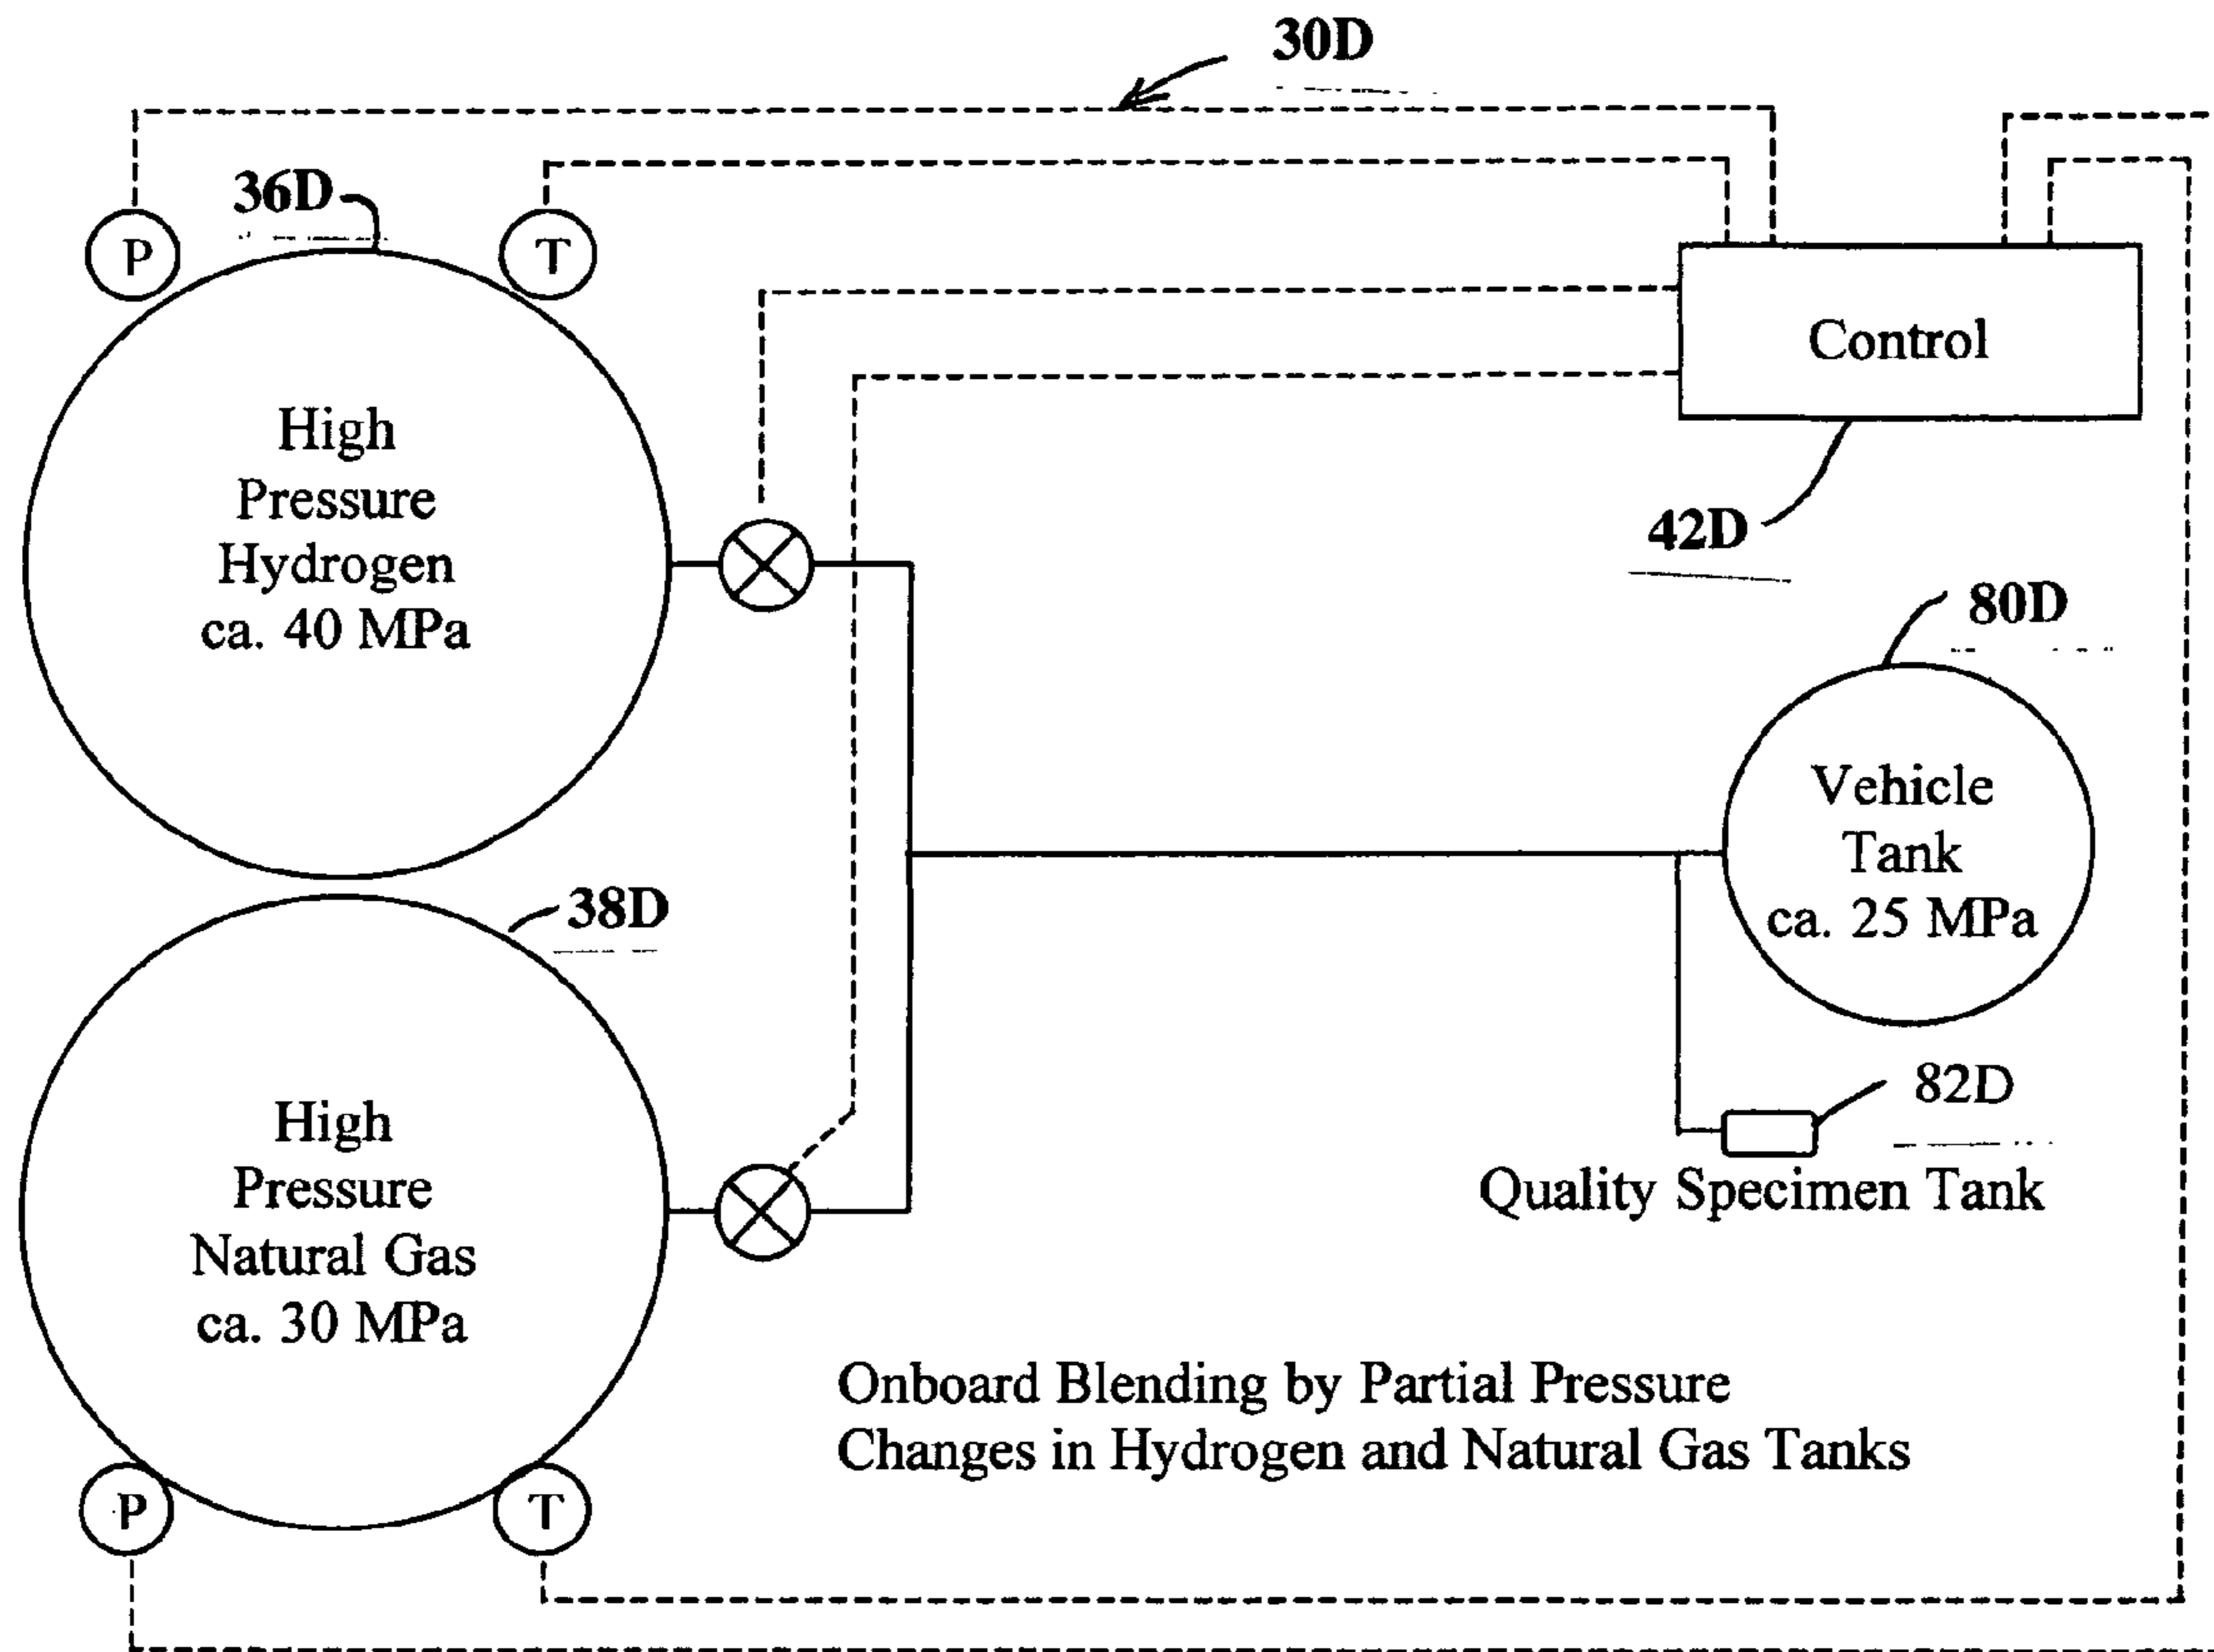 30D
36D
P
T
High
Pressure
Hydrogen
ca. 40 MPa
Control
42D
80D
Vehicle
Tank
ca. 25 MPa
38D
82D
Quality Specimen Tank
High
Pressure
Natural Gas
ca. 30 MPa
Onboard Blending by Partial Pressure
Changes in Hydrogen and Natural Gas Tanks
P
T